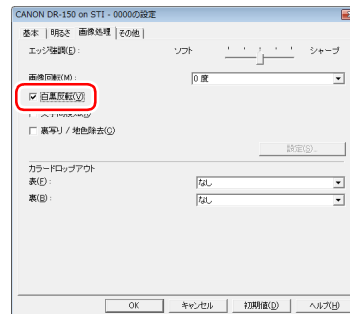 CANON DR-150 on STI - 0000の設定
基本 明るさ 画像処理 その他
エッジ強調(E): ソフト シャープ
画像回転(M): 0 度
白黒反転(V)
裏写り / 地色除去(O)
設定(S)...
カラードロップアウト
表(F): なし
裏(B): なし
OK キャンセル 初期値(D) ヘルプ(H)